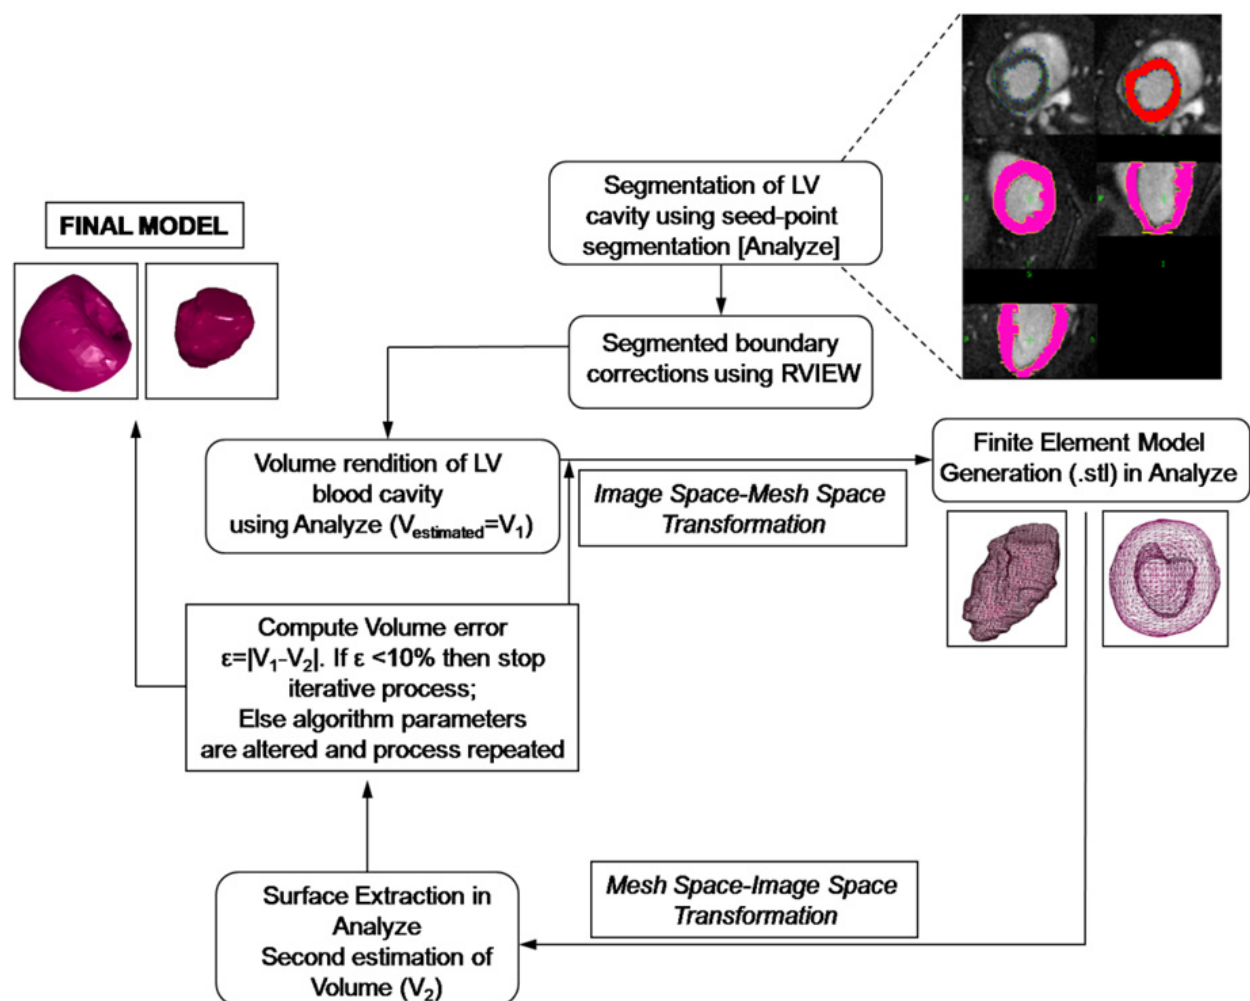 Segmentation of LV
cavity using seed-point
segmentation [Analyze]
FINAL MODEL
Segmented boundary
corrections using RVIEW
Volume rendition of LV
blood cavity
using Analyze (Vestimated=V1)
Image Space-Mesh Space
Transformation
Finite Element Model
Generation (.stl) in Analyze
Compute Volume error
ε=|V1-V2|. If ε <10% then stop
iterative process;
Else algorithm parameters
are altered and process repeated
Mesh Space-Image Space
Transformation
Surface Extraction in
Analyze
Second estimation of
Volume (V2)